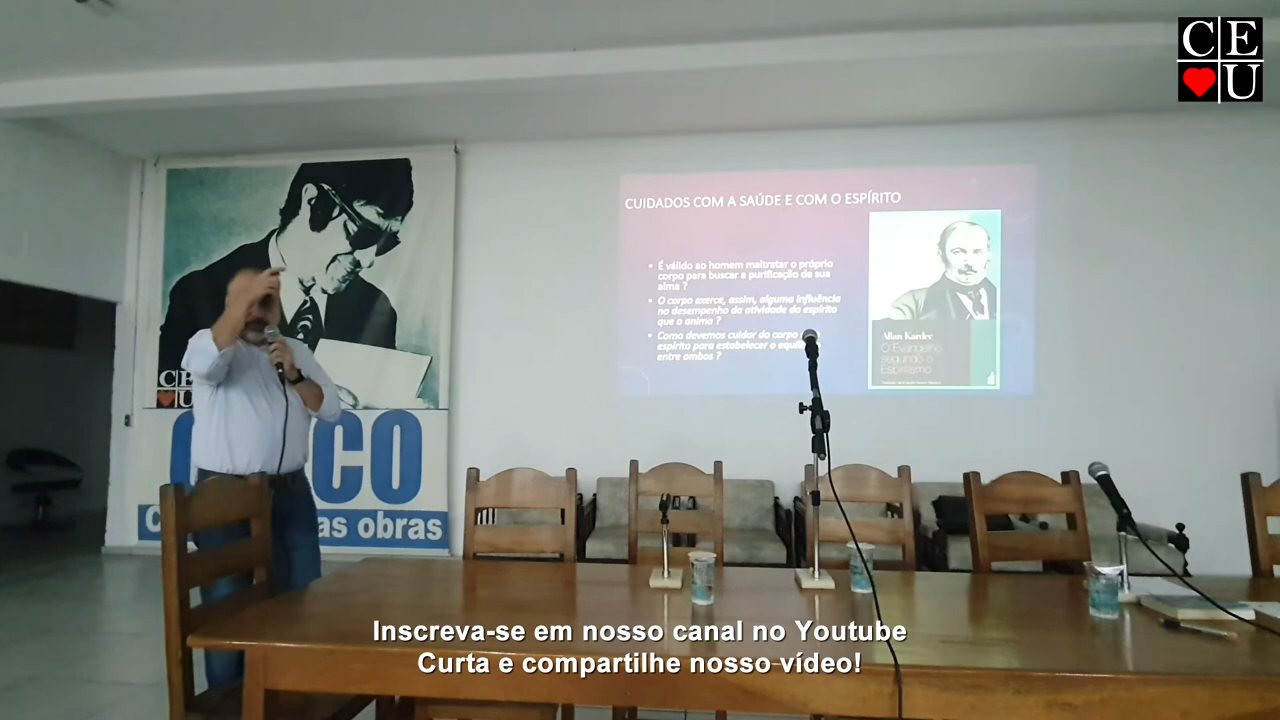 C E
U
CUIDADOS COM A SAÚDE E COM O ESPÍRITO
• É válido ao homem maltratar o próprio
corpo para buscar a purificação de sua
alma ?
• O corpo exerce, assim, alguma influência
no desempenho da atividade do espírito
que o anima ?
• Como devemos cuidar do corpo
espírito para estabelecer o
entre ambos ?
Allan Kardec
O Evangelho
segundo o
Espiritismo
C E
U
CO
as obras
Inscreva-se em nosso canal no Youtube
Curta e compartilhe nosso vídeo!